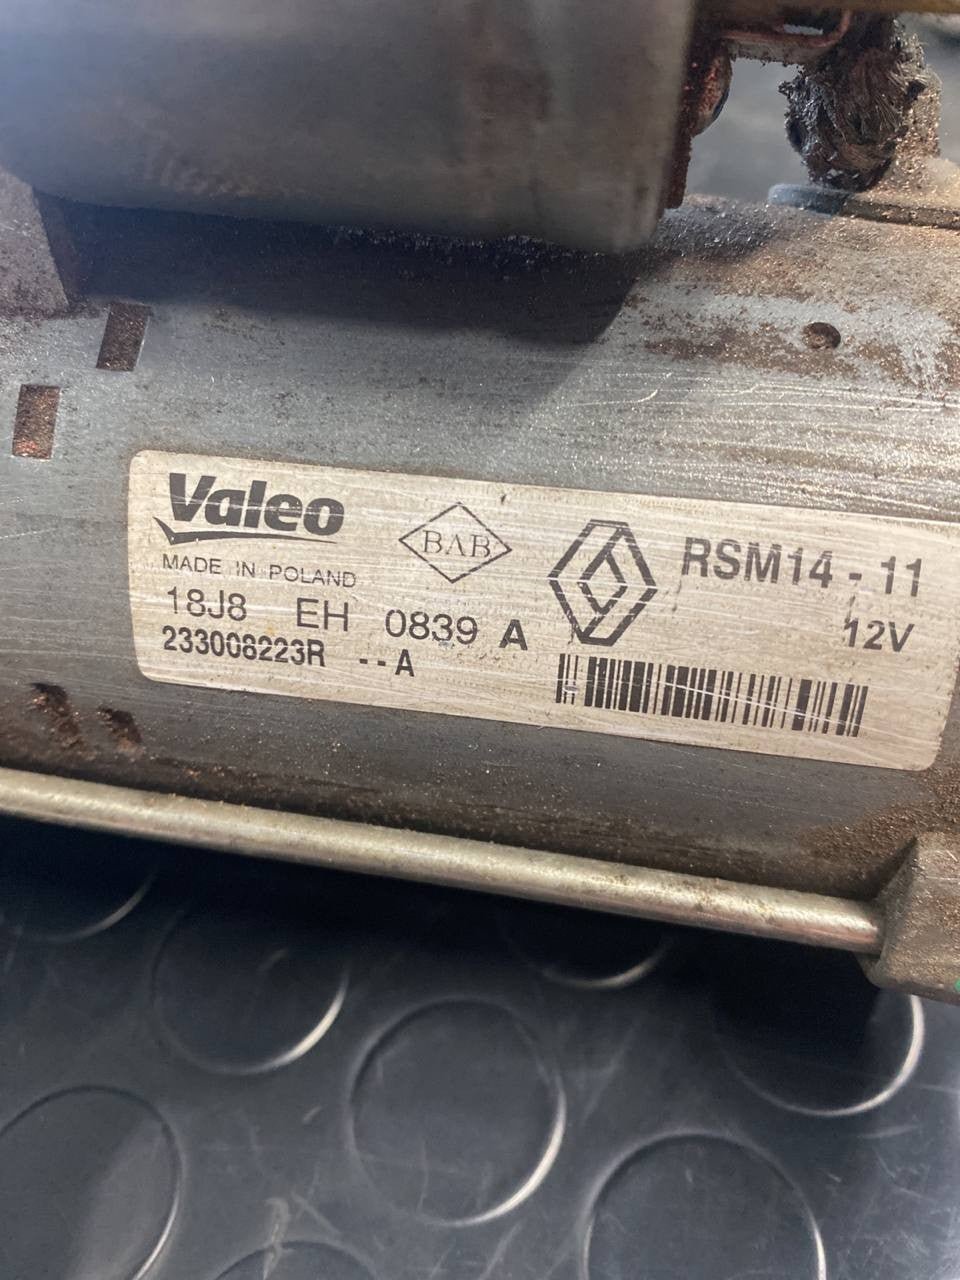 Valeo
BAB
RSM14 - 11
MADE IN POLAND
12V
18J8 EH 0839 A
233008223R --A